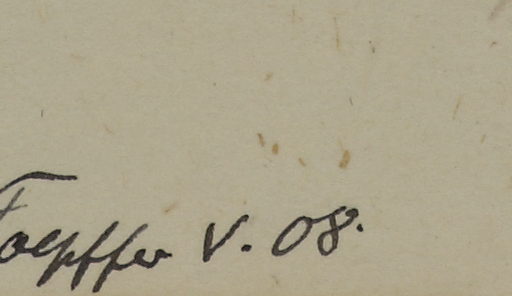 Toepffer V. 08.